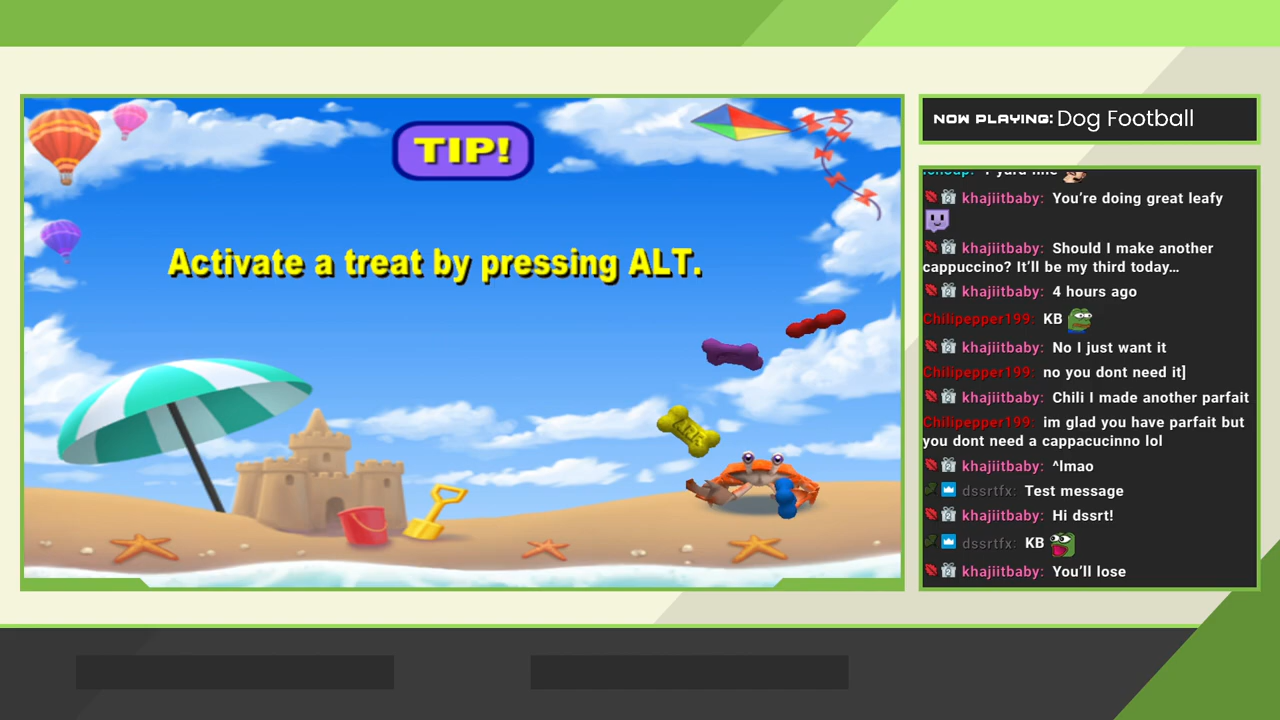 TIP!
Activate a treat by pressing ALT.
NOW PLAYING: Dog Football
khajiitbaby: You’re doing great leafy
khajiitbaby: Should I make another
cappuccino? It’ll be my third today…
khajiitbaby: 4 hours ago
Chilipepper199: KB
khajiitbaby: No I just want it
Chilipepper199: no you dont need it]
khajiitbaby: Chili I made another parfait
Chilipepper199: im glad you have parfait but
you dont need a cappacucinno lol
khajiitbaby: ^lmao
dssrtfx: Test message
khajiitbaby: Hi dssrt!
dssrtfx: KB
khajiitbaby: You’ll lose